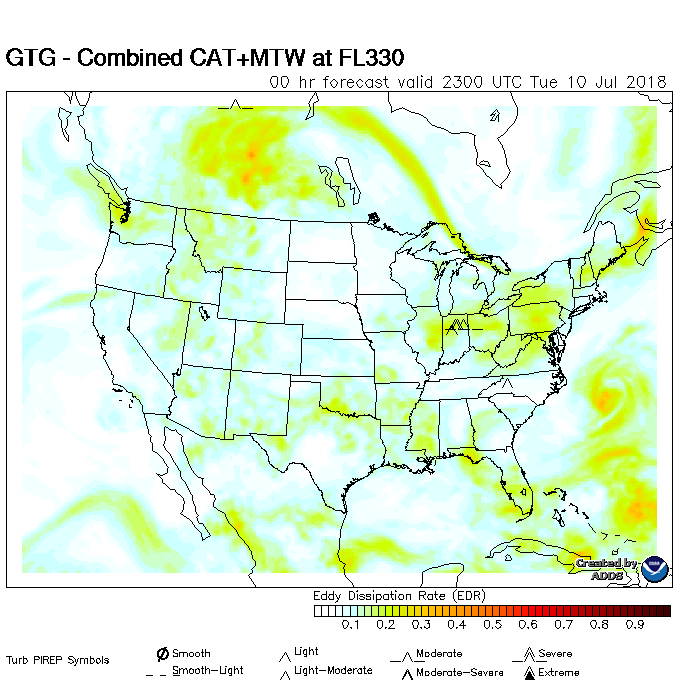 GTG - Combined CAT+MTW at FL330
00 hr forecast valid 2300 UTC Tue 10 Jul 2018
Created by
ADDS
Eddy Dissipation Rate (EDR)
0.1 0.2 0.3 0.4 0.5 0.6 0.7 0.8 0.9
Turb PIREP Symbols
Smooth Light Moderate Severe
Smooth-Light Light-Moderate Moderate-Severe Extreme